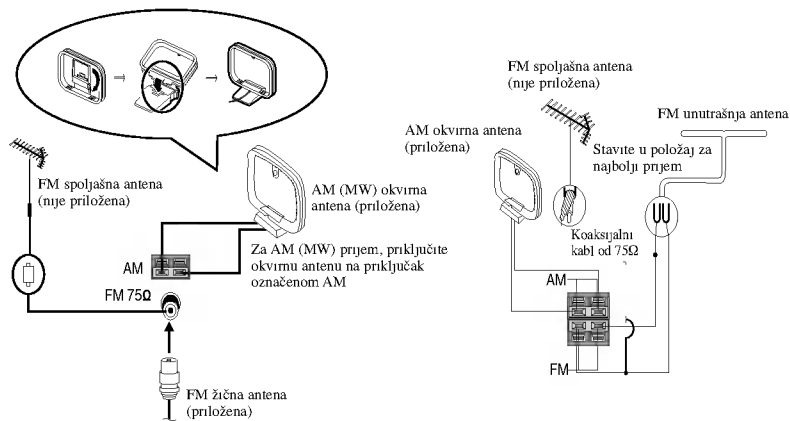 FM spoljašna antena
(nije priložena)
AM (MW) okvirna
antena (priložena)
Za AM (MW) prijem, priključite
okvirnu antenu na priključak
označenom AM
AM
FM 75Ω
FM žična antena
(priložena)
FM spoljašna antena
(nije priložena)
AM okvirna antena
(priložena)
FM unutrašnja antena
Stavite u položaj za
najbolji prijem
Koaksijalni
kabl od 75Ω
AM
FM